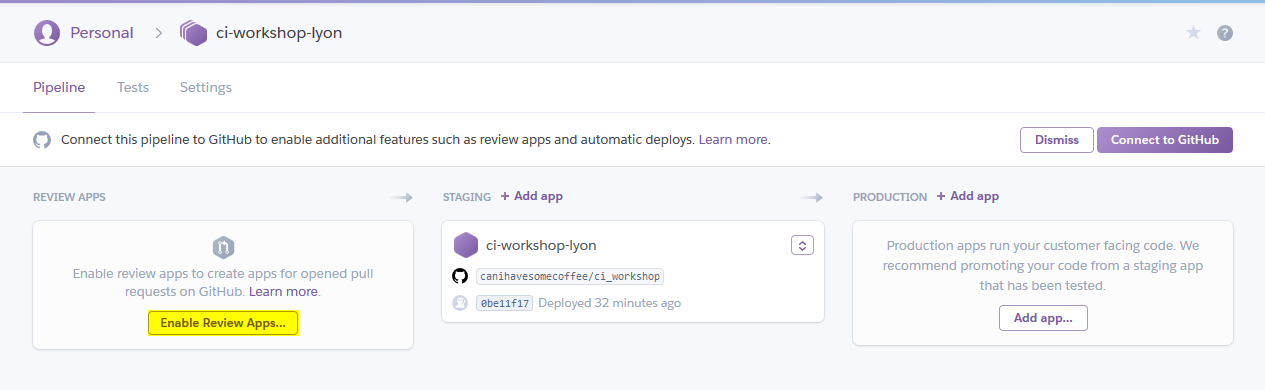 Personal > ci-workshop-lyon
?
Pipeline Tests Settings
Connect this pipeline to GitHub to enable additional features such as review apps and automatic deploys. Learn more.
Dismiss Connect to GitHub
REVIEW APPS
Enable review apps to create apps for opened pull
requests on GitHub. Learn more.
Enable Review Apps...
STAGING + Add app
ci-workshop-lyon
canihavesomecoffee/ci_workshop
0be11f17 Deployed 32 minutes ago
PRODUCTION + Add app
Production apps run your customer facing code. We
recommend promoting your code from a staging app
that has been tested.
Add app...